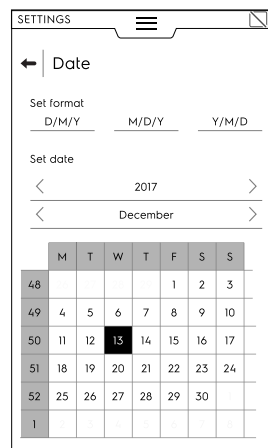 SETTINGS
Date
Set format
D/M/Y M/D/Y Y/M/D
Set date
2017
December
M T W T F S S
48 1 2 3
49 4 5 6 7 8 9 10
50 11 12 13 14 15 16 17
51 18 19 20 21 22 23 24
52 25 26 27 28 29 30
1